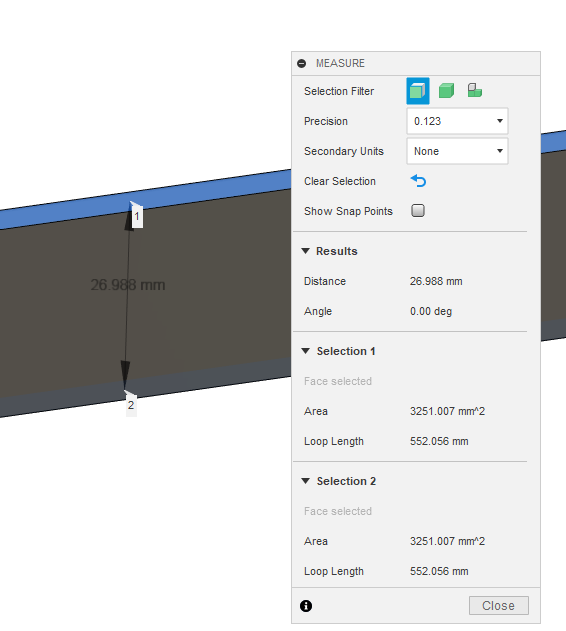 MEASURE
Selection Filter
Precision 0.123
Secondary Units None
Clear Selection
Show Snap Points
Results
Distance 26.988 mm
Angle 0.00 deg
Selection 1
Face selected
Area 3251.007 mm^2
Loop Length 552.056 mm
Selection 2
Face selected
Area 3251.007 mm^2
Loop Length 552.056 mm
Close
1
26.988 mm
2